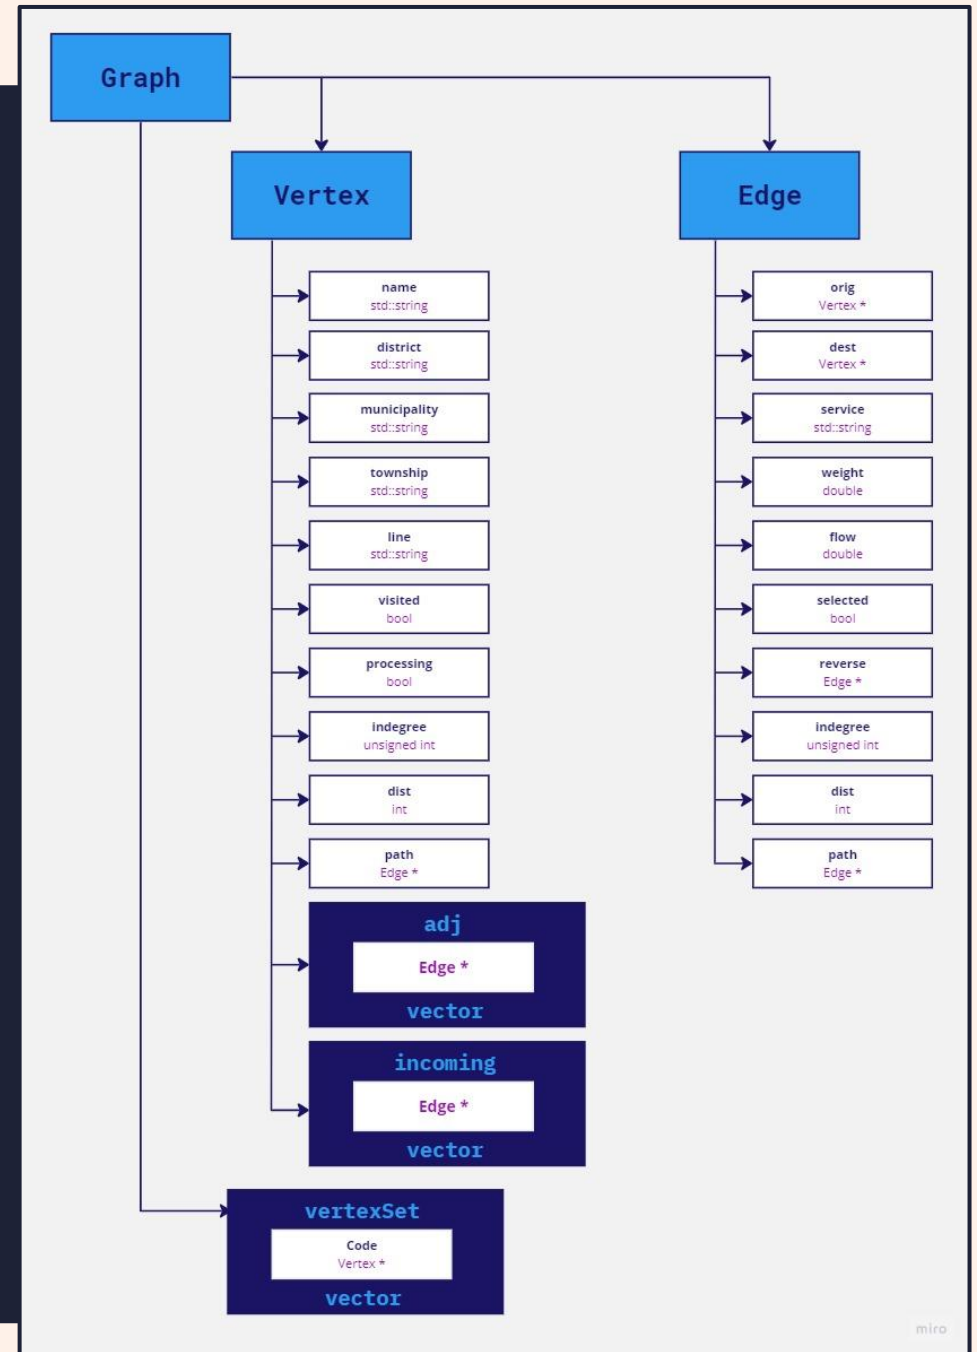 Graph
Vertex
Edge
name
std::string
district
std::string
municipality
std::string
township
std::string
line
std::string
visited
bool
processing
bool
indegree
unsigned int
dist
int
path
Edge *
adj
Edge *
vector
incoming
Edge *
vector
orig
Vertex *
dest
Vertex *
service
std::string
weight
double
flow
double
selected
bool
reverse
Edge *
indegree
unsigned int
dist
int
path
Edge *
vertexSet
Code
Vertex *
vector
miro